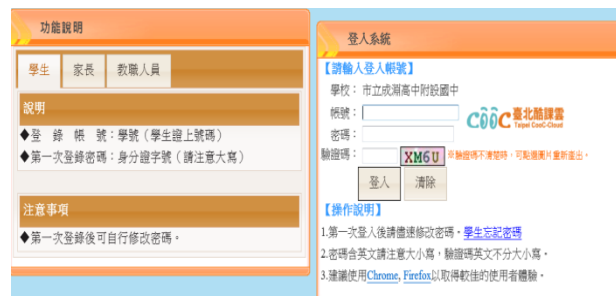 功能說明
學生
家長
教職人員
說明
◆登 錄 帳 號：學號（學生證上號碼）
◆第一次登錄密碼：身分證字號（請注意大寫）
注意事項
◆第一次登錄後可自行修改密碼。
登入系統
【請輸入登入帳號】
學校： 市立成淵高中附設國中
帳號：
COOC 臺北酷課雲
Taipei CooC-Cloud
密碼：
驗證碼： XM6U ※驗證碼不清楚時，可點選圖片重新產出。
登入 清除
【操作說明】
1.第一次登入後請儘速修改密碼。學生忘記密碼
2.密碼含英文請注意大小寫，驗證碼英文不分大小寫。
3.建議使用Chrome, Firefox以取得較佳的使用者體驗。